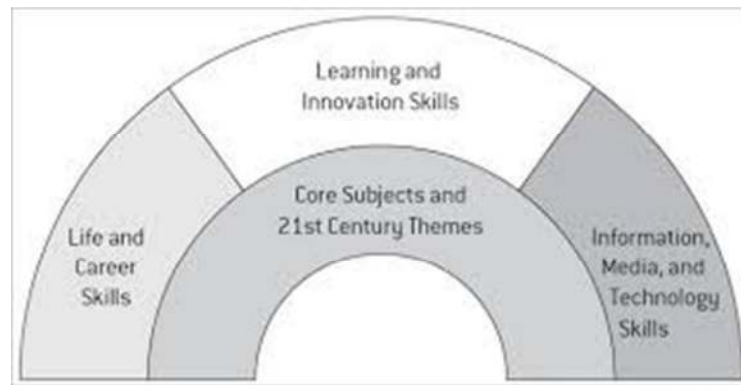 Learning and
Innovation Skills
Core Subjects and
21st Century Themes
Life and
Career
Skills
Information,
Media, and
Technology
Skills